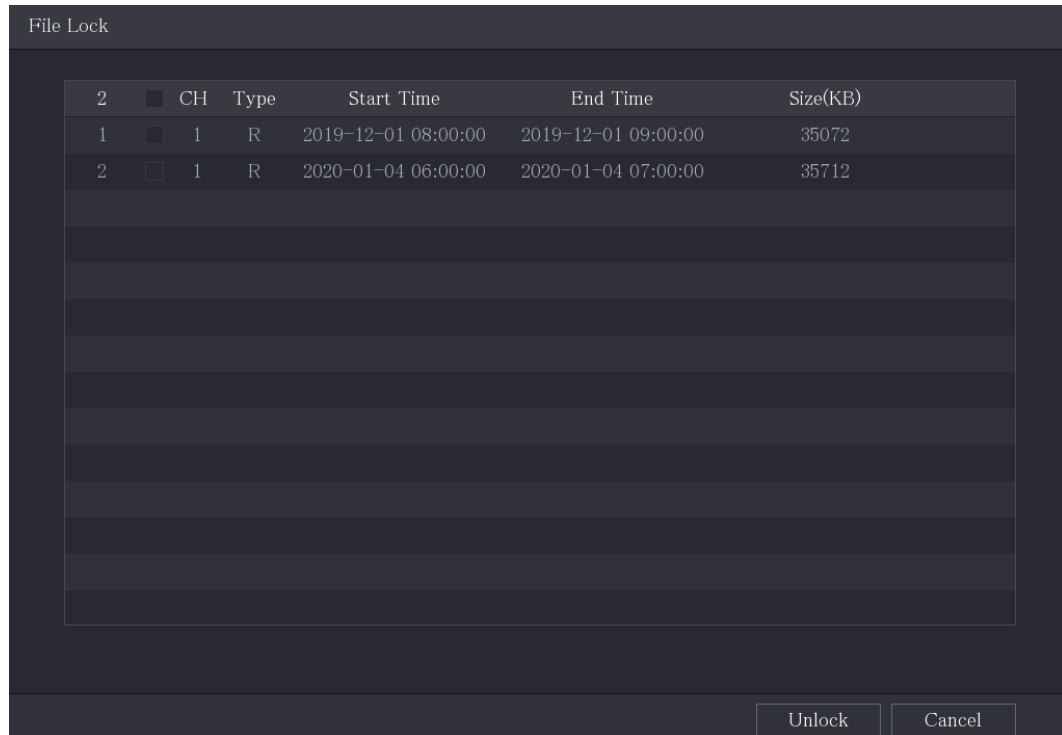 File Lock
2 CH Type Start Time End Time Size(KB)
1 1 R 2019-12-01 08:00:00 2019-12-01 09:00:00 35072
2 1 R 2020-01-04 06:00:00 2020-01-04 07:00:00 35712
Unlock Cancel